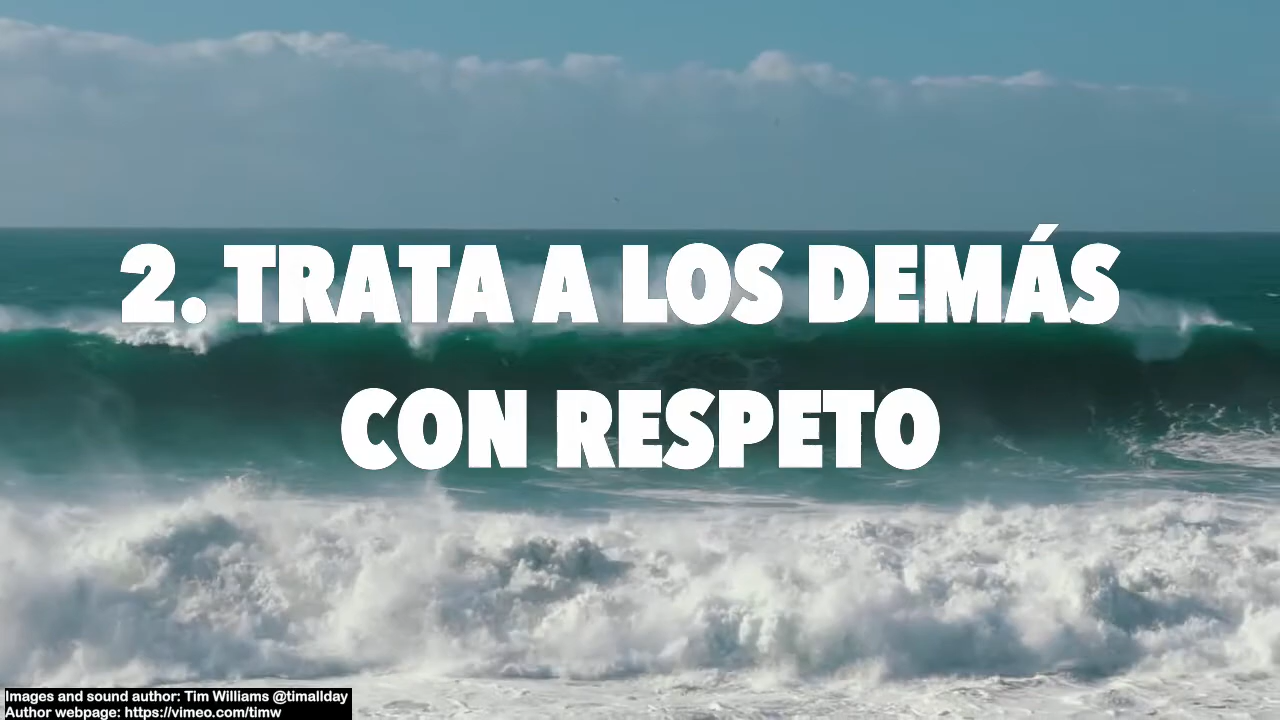 2. TRATA A LOS DEMÁS
CON RESPETO
Images and sound author: Tim Williams @timallday
Author webpage: https://vimeo.com/timw